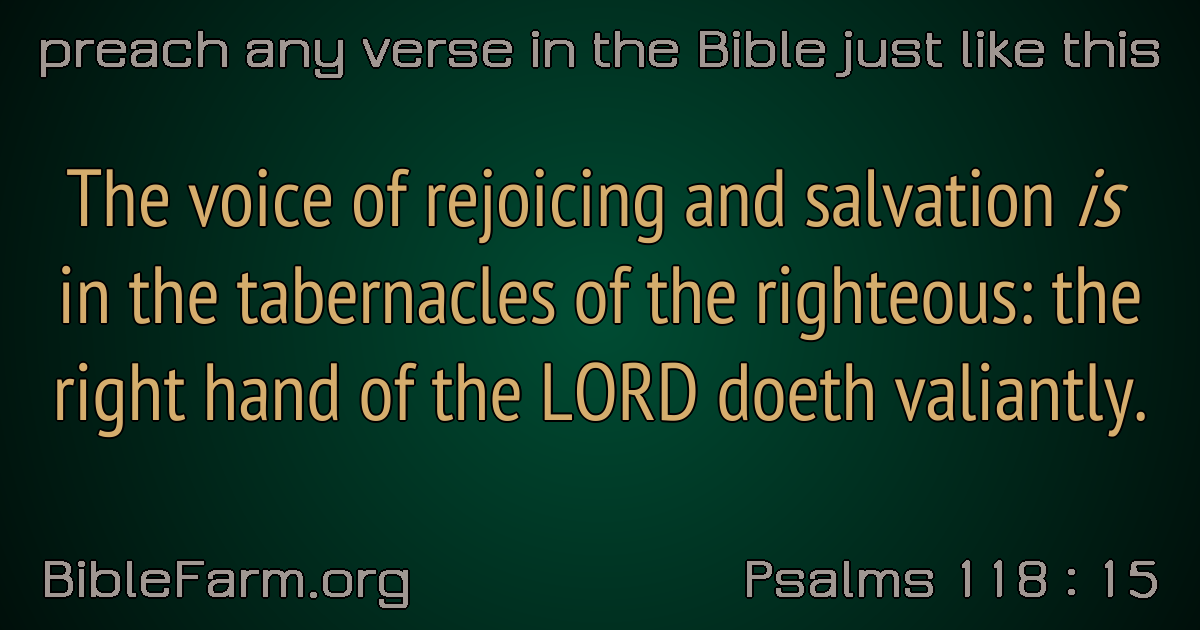 preach any verse in the Bible just like this
The voice of rejoicing and salvation is
in the tabernacles of the righteous: the
right hand of the LORD doeth valiantly.
BibleFarm.org
Psalms 118 : 15